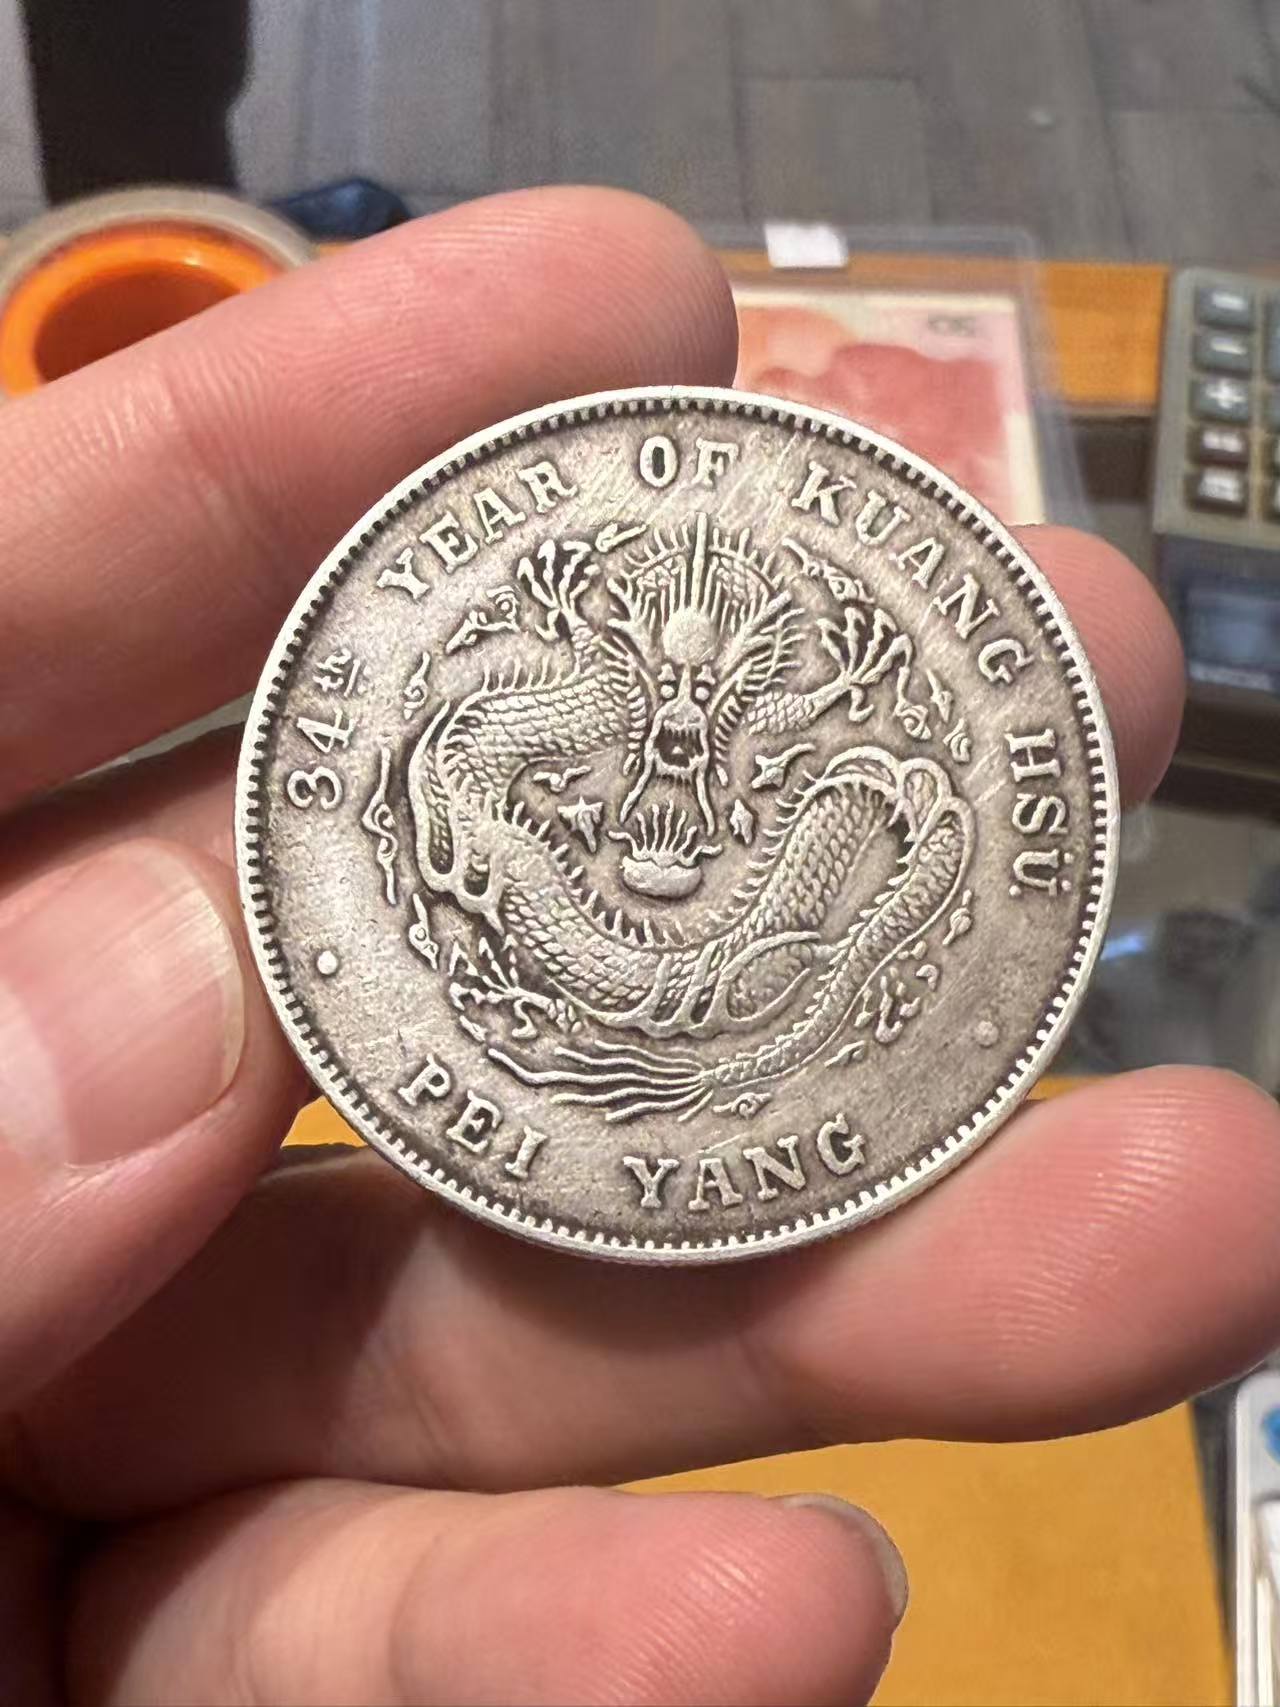 34th YEAR OF KUANG HSÜ
PEI YANG